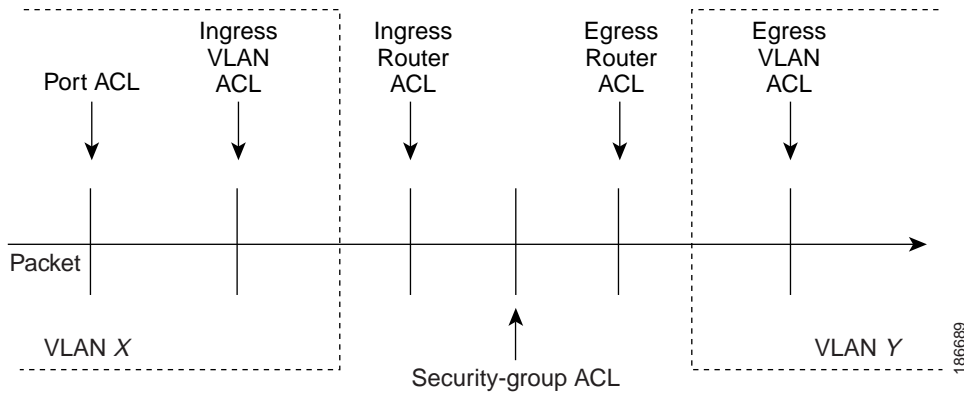 Port ACL
Ingress
VLAN
ACL
Ingress
Router
ACL
Egress
Router
ACL
Egress
VLAN
ACL
Packet
VLAN X
VLAN Y
Security-group ACL
186689